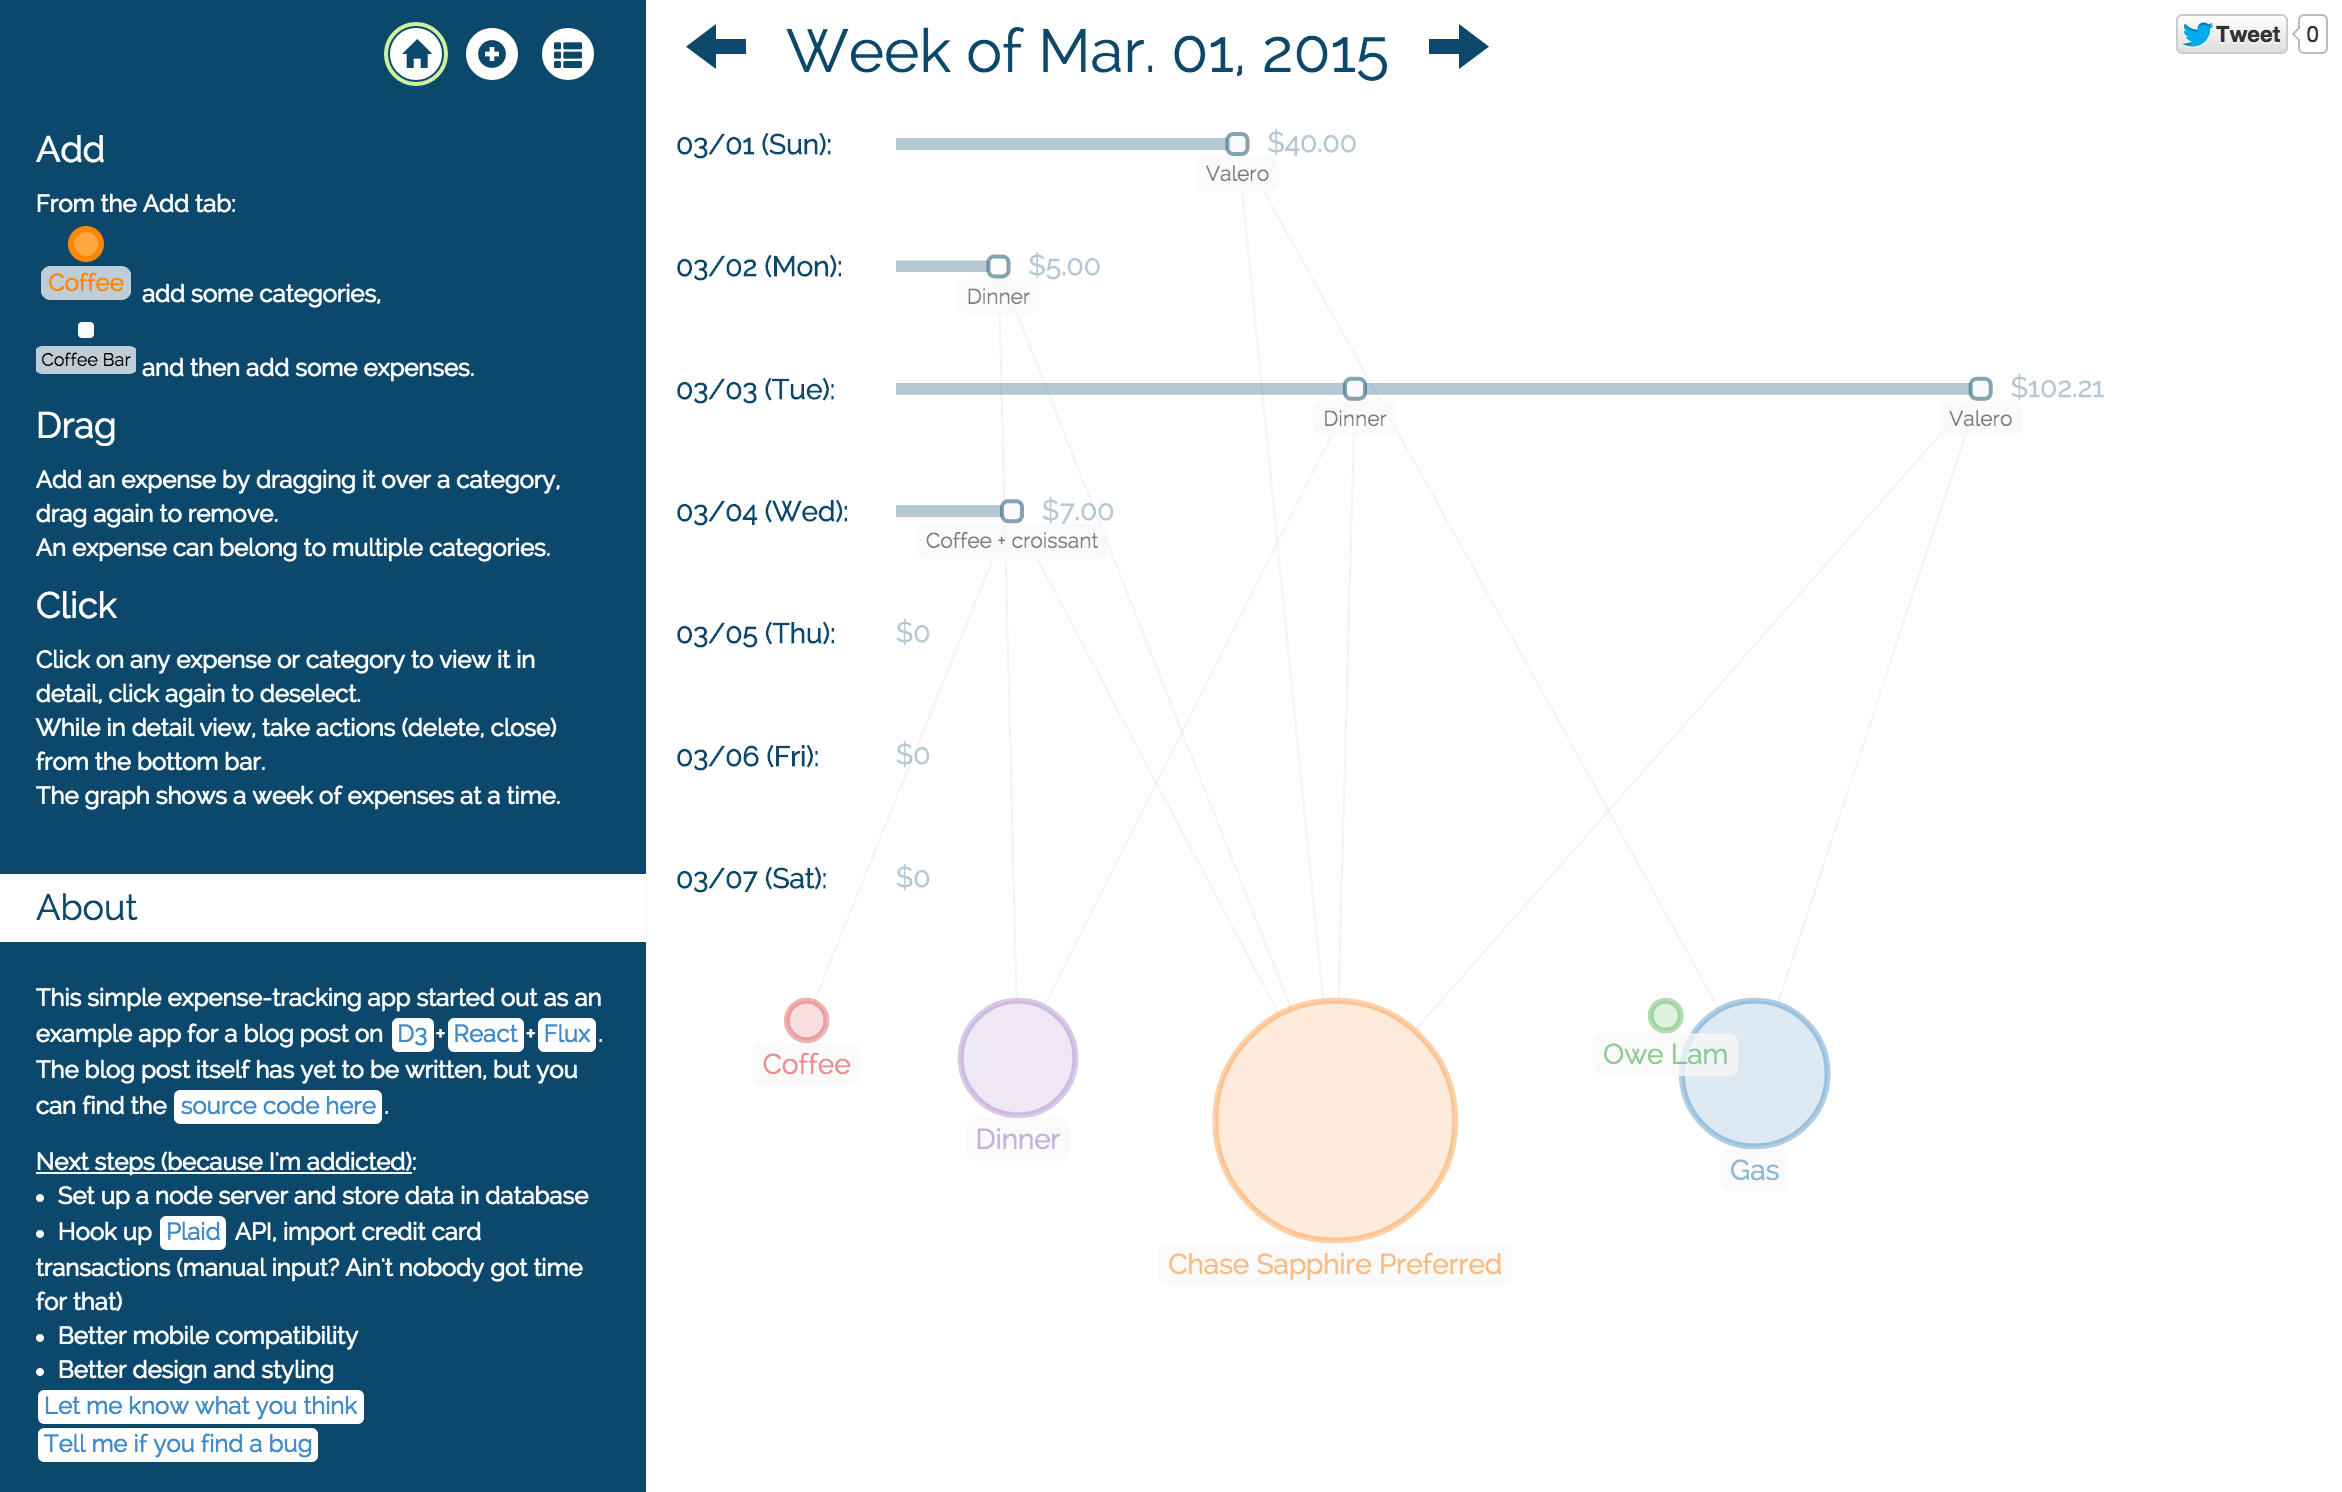 Add
From the Add tab:
Coffee
add some categories,
Coffee Bar
and then add some expenses.
Drag
Add an expense by dragging it over a category,
drag again to remove.
An expense can belong to multiple categories.
Click
Click on any expense or category to view it in
detail, click again to deselect.
While in detail view, take actions (delete, close)
from the bottom bar.
The graph shows a week of expenses at a time.
About
This simple expense-tracking app started out as an
example app for a blog post on D3+React+Flux.
The blog post itself has yet to be written, but you
can find the source code here.
Next steps (because I'm addicted):
• Set up a node server and store data in database
• Hook up Plaid API, import credit card
transactions (manual input? Ain't nobody got time
for that)
• Better mobile compatibility
• Better design and styling
Let me know what you think
Tell me if you find a bug
Week of Mar. 01, 2015
Tweet 0
03/01 (Sun): $40.00
Valero
03/02 (Mon): $5.00
Dinner
03/03 (Tue): $102.21
Dinner Valero
03/04 (Wed): $7.00
Coffee + croissant
03/05 (Thu): $0
03/06 (Fri): $0
03/07 (Sat): $0
Coffee
Dinner
Chase Sapphire Preferred
Owe Lam
Gas